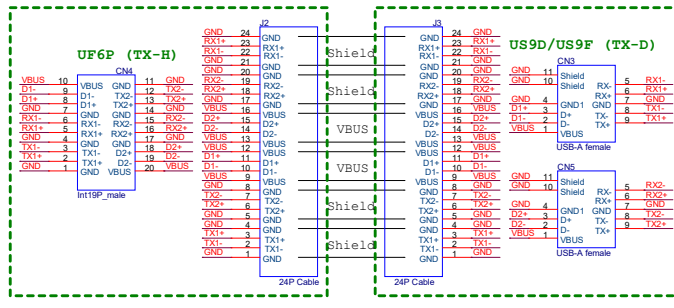 UF6P (TX-H)
CN4
VBUS 10 VBUS GND 11 GND
D1- 9 D1- TX2- 12 TX2-
D1+ 8 D1+ TX2+ 13 TX2+
GND 7 GND GND 14 GND
RX1- 6 RX1- RX2- 15 RX2-
RX1+ 5 RX1+ RX2+ 16 RX2+
GND 4 GND GND 17 GND
TX1- 3 TX1- D2+ 18 D2+
TX1+ 2 TX1+ D2- 19 D2-
GND 1 GND VBUS 20 VBUS
Int19P_male
J2
GND 24 GND
RX1+ 23 RX1+
RX1- 22 RX1-
GND 21 GND
GND 20 GND
RX2- 19 RX2-
RX2+ 18 RX2+
GND 17 GND
VBUS 16 VBUS
D2+ 15 D2+
D2- 14 D2-
VBUS 13 VBUS
VBUS 12 VBUS
D1+ 11 D1+
D1- 10 D1-
VBUS 9 VBUS
GND 8 GND
TX2- 7 TX2-
TX2+ 6 TX2+
GND 5 GND
GND 4 GND
TX1+ 3 TX1+
TX1- 2 TX1-
GND 1 GND
24P Cable
Shield
Shield
VBUS
VBUS
Shield
Shield
J3
GND 24 GND
RX1+ 23 RX1+
RX1- 22 RX1-
GND 21 GND
GND 20 GND
RX2- 19 RX2-
RX2+ 18 RX2+
GND 17 GND
VBUS 16 VBUS
D2+ 15 D2+
D2- 14 D2-
VBUS 13 VBUS
VBUS 12 VBUS
D1+ 11 D1+
D1- 10 D1-
VBUS 9 VBUS
GND 8 GND
TX2- 7 TX2-
TX2+ 6 TX2+
GND 5 GND
GND 4 GND
TX1+ 3 TX1+
TX1- 2 TX1-
GND 1 GND
24P Cable
US9D/US9F (TX-D)
CN3
GND 11 Shield
GND 10 Shield RX- 5 RX1-
RX+ 6 RX1+
GND 4 GND1 GND 7 GND
D1+ 3 D+ TX- 8 TX1-
D1- 2 D- TX+ 9 TX1+
VBUS 1 VBUS
USB-A female
CN5
GND 11 Shield
GND 10 Shield RX- 5 RX2-
RX+ 6 RX2+
GND 4 GND1 GND 7 GND
D2+ 3 D+ TX- 8 TX2-
D2- 2 D- TX+ 9 TX2+
VBUS 1 VBUS
USB-A female